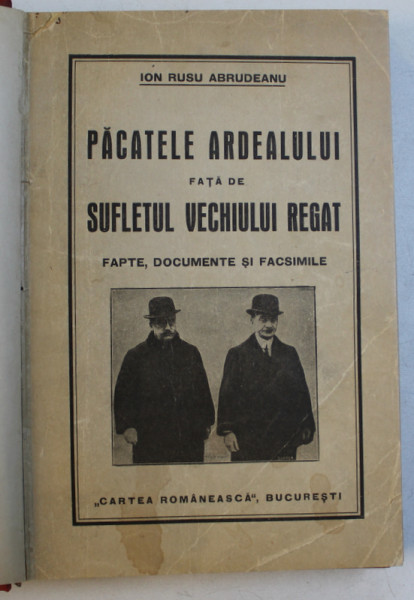 ION RUSU ABRUDEANU
PĂCATELE ARDEALULUI
FAȚĂ DE
SUFLETUL VECHIULUI REGAT
FAPTE, DOCUMENTE ȘI FACSIMILE
„CARTEA ROMÂNEASCĂ“, BUCUREȘTI